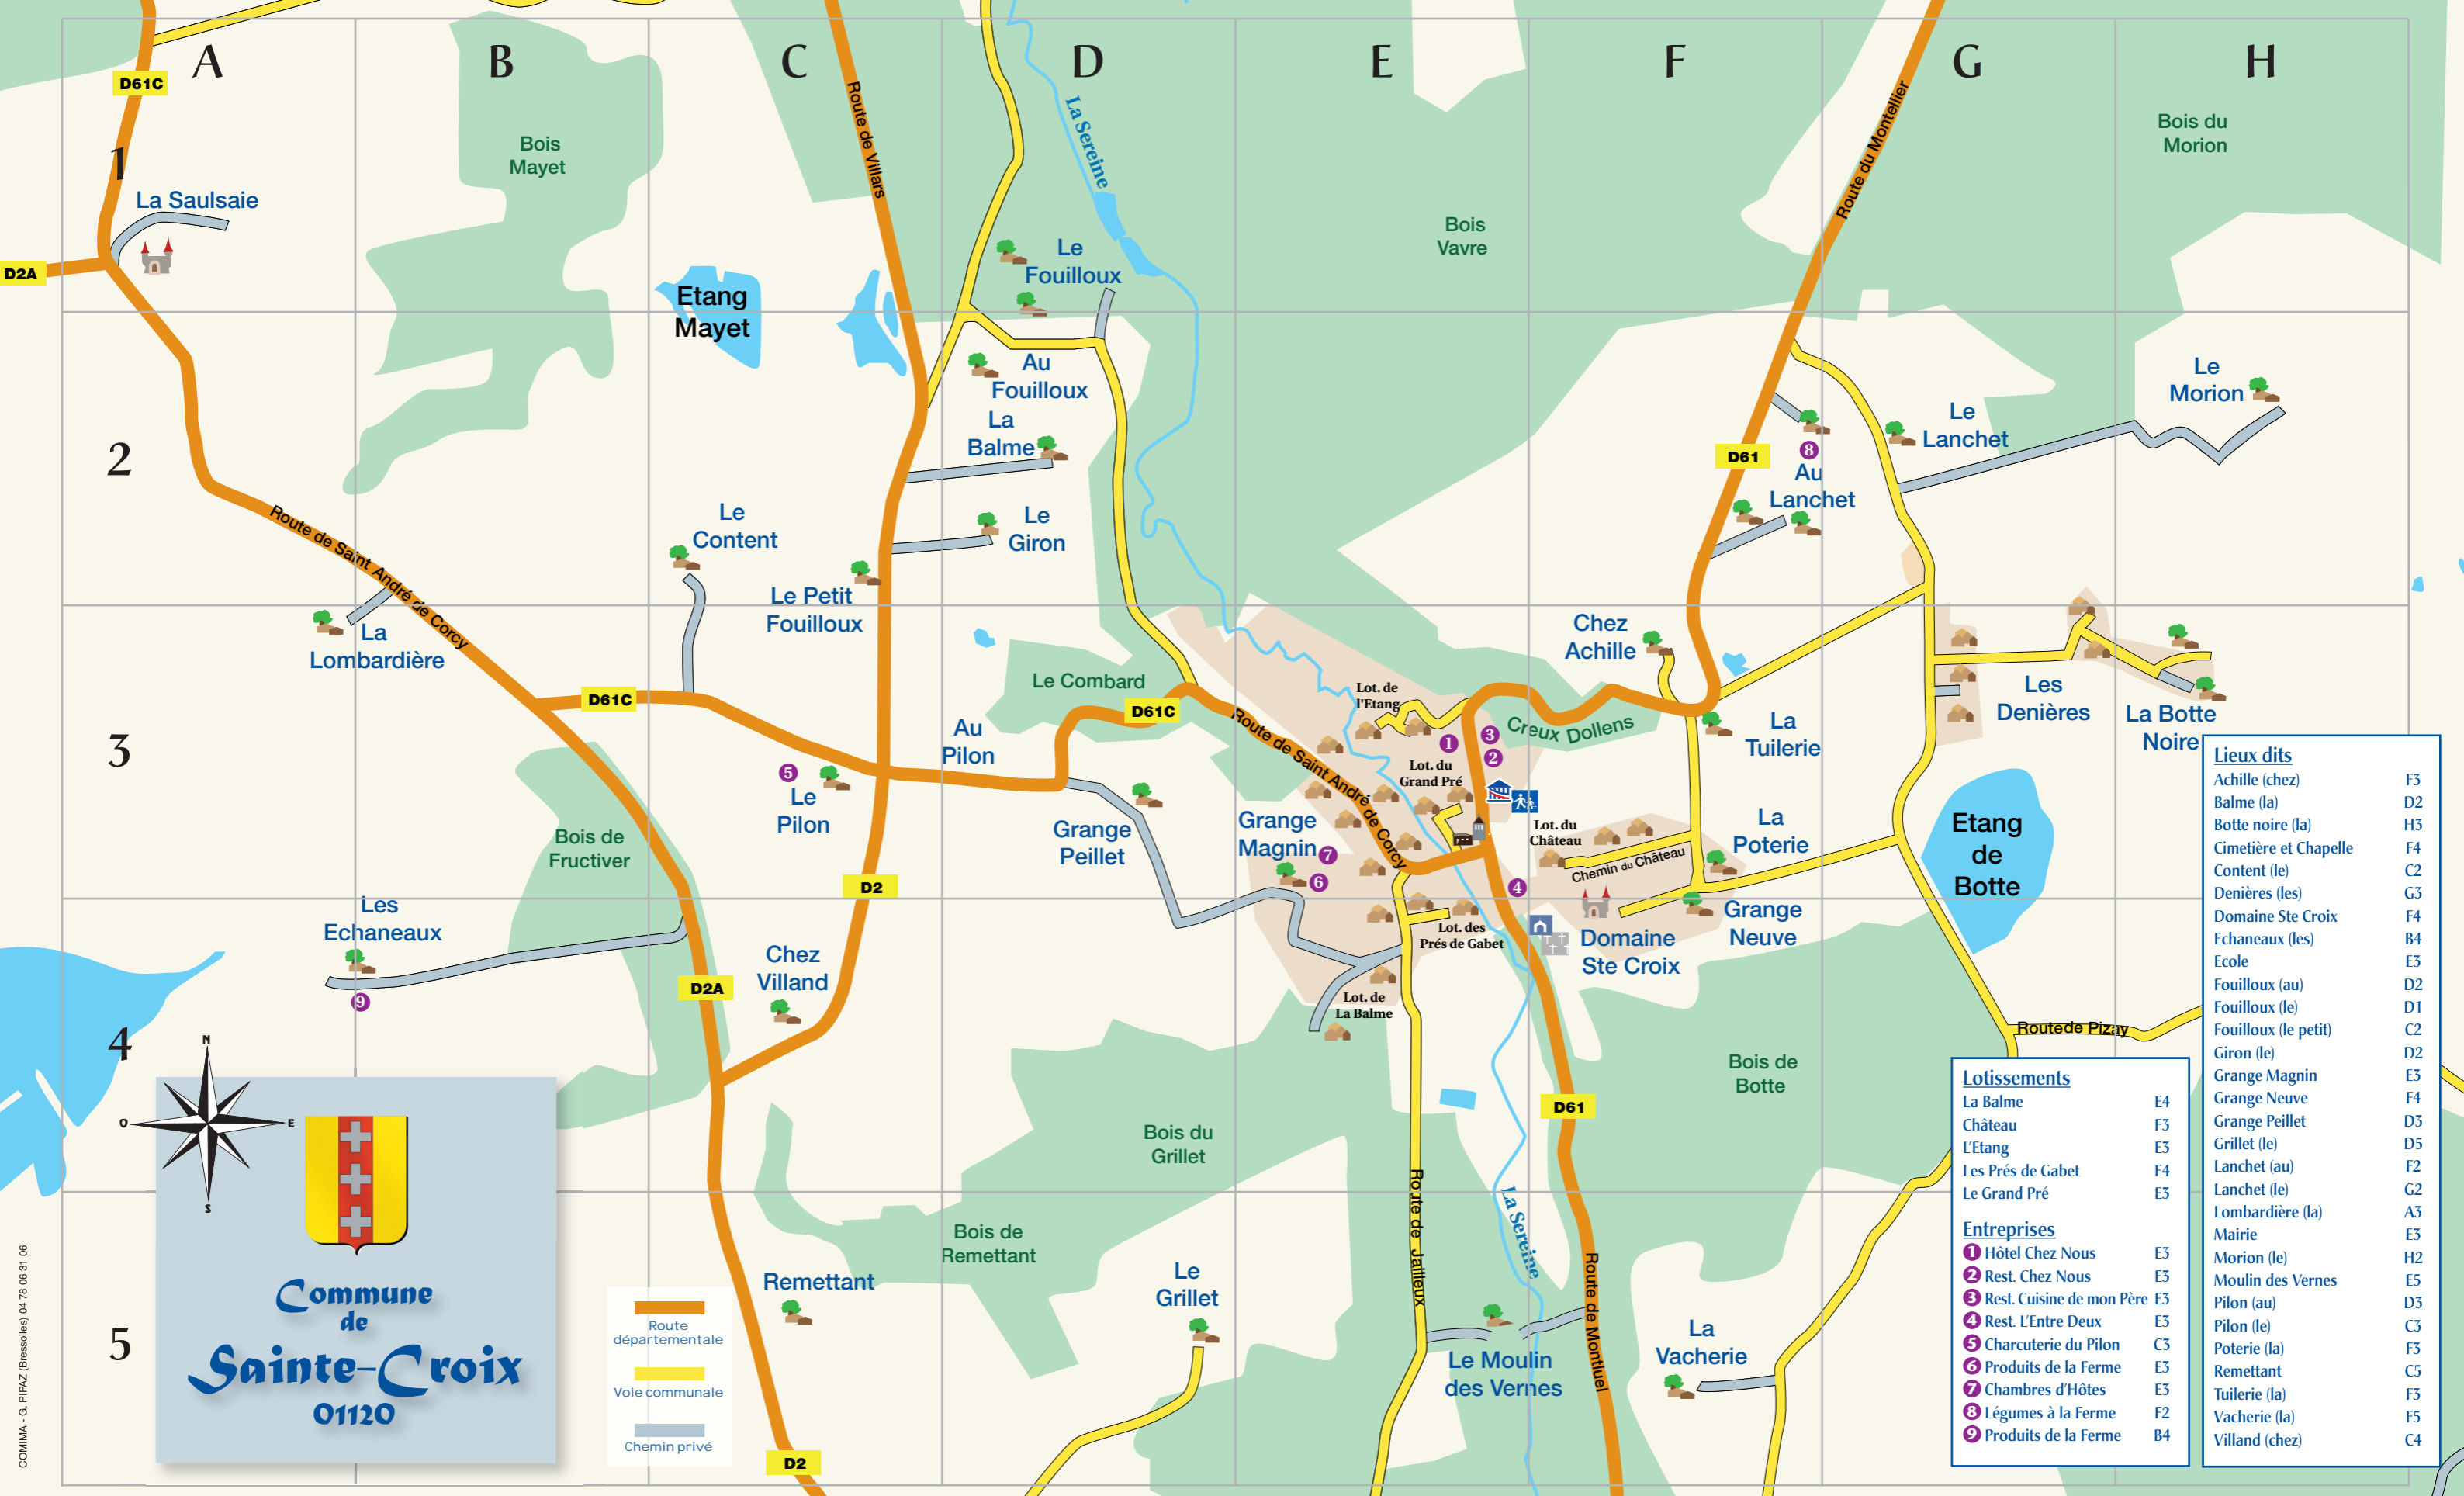 A
B
C
D
E
F
G
H
1
2
3
4
5
D61C
D2A
La Saulsaie
Bois
Mayet
Route de Villars
La Sereine
Le
Fouilloux
Etang
Mayet
Bois
Vavre
Route du Montellier
Bois du
Morion
Au
Fouilloux
La
Balme
Le
Giron
Le
Content
Le Petit
Fouilloux
D61
8
Au
Lanchet
Le
Lanchet
Le
Morion
Route de Saint André de Corcy
La
Lombardière
D61C
Le Combard
D61C
Au
Pilon
5
Le
Pilon
Route de Saint André de Corcy
Lot. de
l'Etang
1
3
2
Creux Dollens
Lot. du
Grand Pré
Chez
Achille
La
Tuilerie
Les
Denières
La Botte
Noire
Bois de
Fructiver
Grange
Peillet
Grange
Magnin
7
6
4
Lot. du
Château
Chemin du Château
La
Poterie
Etang
de
Botte
D2
Les
Echaneaux
9
D2A
Chez
Villand
Lot. des
Prés de Gabet
Lot. de
La Balme
Domaine
Ste Croix
Grange
Neuve
Routede Pizay
Bois de
Botte
D61
Bois du
Grillet
Bois de
Remettant
Route de Jailleux
La Sereine
Route de Montluel
Remettant
Le
Grillet
Le Moulin
des Vernes
La
Vacherie
D2
N
O
E
S
Commune
de
Sainte-Croix
01120
Route
départementale
Voie communale
Chemin privé
COMIMA - G. PIPAZ (Bressolles) 04 78 06 31 06
Lotissements
La Balme E4
Château F3
L'Etang E3
Les Prés de Gabet E4
Le Grand Pré E3
Entreprises
1 Hôtel Chez Nous E3
2 Rest. Chez Nous E3
3 Rest. Cuisine de mon Père E3
4 Rest. L'Entre Deux E3
5 Charcuterie du Pilon C3
6 Produits de la Ferme E3
7 Chambres d'Hôtes E3
8 Légumes à la Ferme F2
9 Produits de la Ferme B4
Lieux dits
Achille (chez) F3
Balme (la) D2
Botte noire (la) H3
Cimetière et Chapelle F4
Content (le) C2
Denières (les) G3
Domaine Ste Croix F4
Echaneaux (les) B4
Ecole E3
Fouilloux (au) D2
Fouilloux (le) D1
Fouilloux (le petit) C2
Giron (le) D2
Grange Magnin E3
Grange Neuve F4
Grange Peillet D3
Grillet (le) D5
Lanchet (au) F2
Lanchet (le) G2
Lombardière (la) A3
Mairie E3
Morion (le) H2
Moulin des Vernes E5
Pilon (au) D3
Pilon (le) C3
Poterie (la) F3
Remettant C5
Tuilerie (la) F3
Vacherie (la) F5
Villand (chez) C4